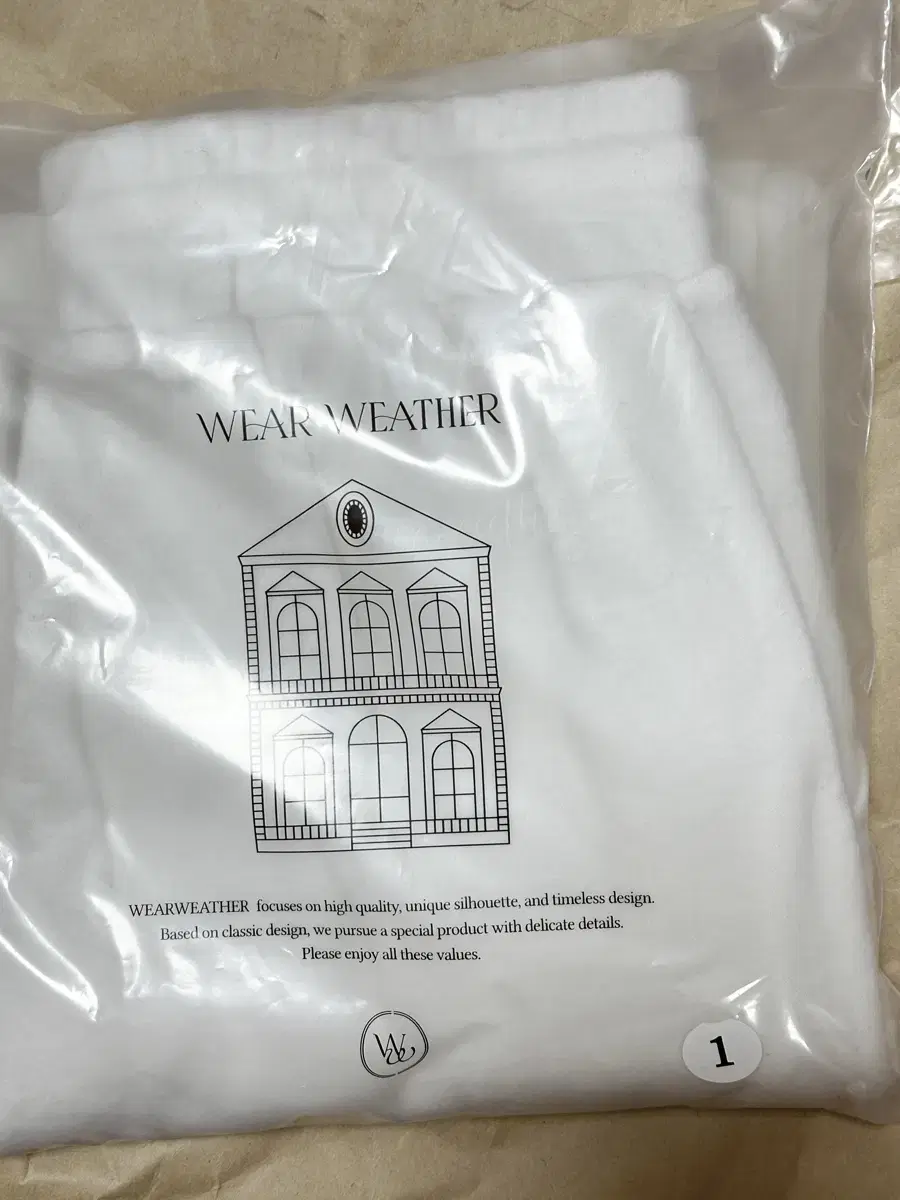 WEAR WEATHER
WEARWEATHER focuses on high quality, unique silhouette, and timeless design.
Based on classic design, we pursue a special product with delicate details.
Please enjoy all these values.
W
1